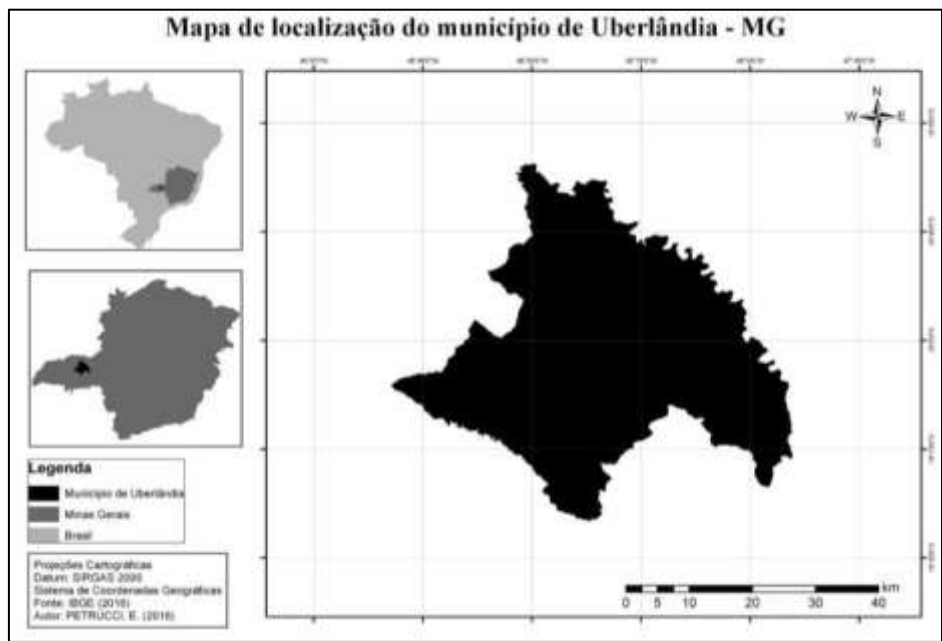 Mapa de localização do município de Uberlândia - MG
N
W E
S
Legenda
Município de Uberlândia
Minas Gerais
Brasil
Projeções Cartográficas
Datum: SIRGAS 2000
Sistema de Coordenadas Geográficas
Fonte: IBGE (2016)
Autor: PETRUCCI, E. (2016)
km
0 5 10 20 30 40